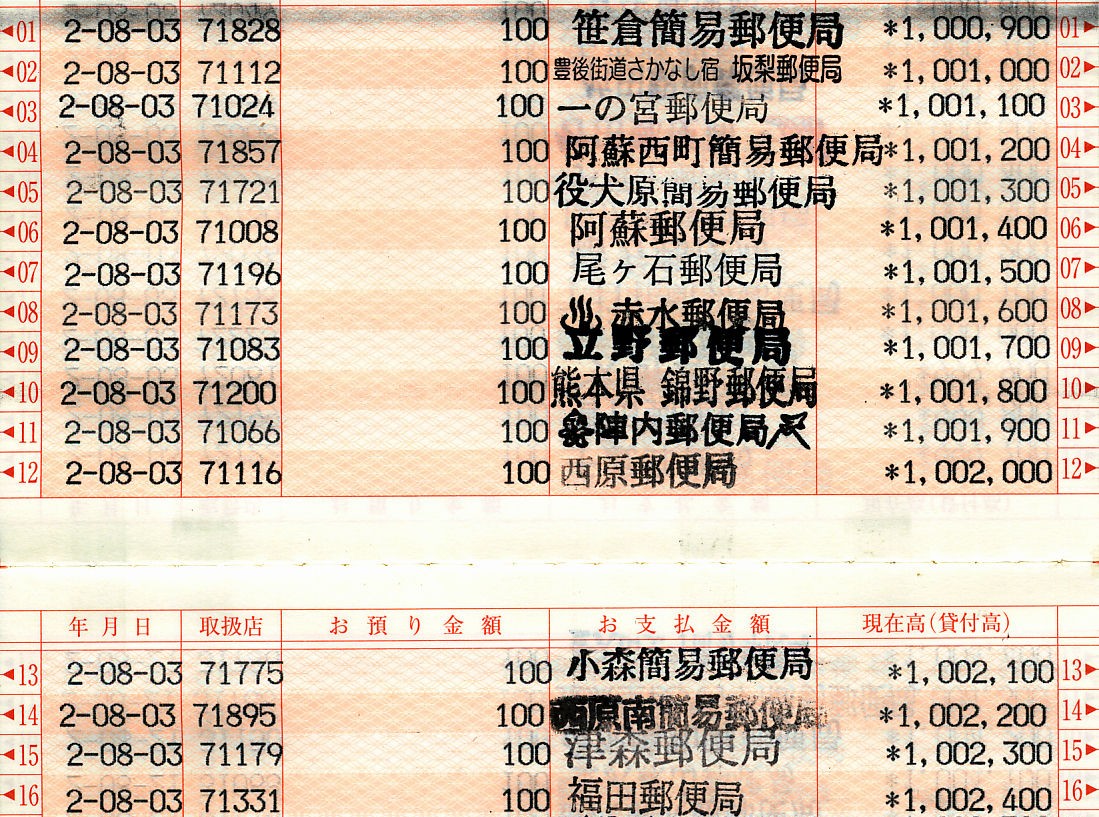 ◀01 2-08-03 71828 100 笹倉簡易郵便局 *1,000,900 01▶
◀02 2-08-03 71112 100 豊後街道さかなし宿 坂梨郵便局 *1,001,000 02▶
◀03 2-08-03 71024 100 一の宮郵便局 *1,001,100 03▶
◀04 2-08-03 71857 100 阿蘇西町簡易郵便局 *1,001,200 04▶
◀05 2-08-03 71721 100 役犬原簡易郵便局 *1,001,300 05▶
◀06 2-08-03 71008 100 阿蘇郵便局 *1,001,400 06▶
◀07 2-08-03 71196 100 尾ヶ石郵便局 *1,001,500 07▶
◀08 2-08-03 71173 100 ♨赤水郵便局 *1,001,600 08▶
◀09 2-08-03 71083 100 立野郵便局 *1,001,700 09▶
◀10 2-08-03 71200 100 熊本県 錦野郵便局 *1,001,800 10▶
◀11 2-08-03 71066 100 陣内郵便局 *1,001,900 11▶
◀12 2-08-03 71116 100 西原郵便局 *1,002,000 12▶
年月日 取扱店 お預り金額 お支払金額 現在高(貸付高)
◀13 2-08-03 71775 100 小森簡易郵便局 *1,002,100 13▶
◀14 2-08-03 71895 100 西原南簡易郵便局 *1,002,200 14▶
◀15 2-08-03 71179 100 津森郵便局 *1,002,300 15▶
◀16 2-08-03 71331 100 福田郵便局 *1,002,400 16▶